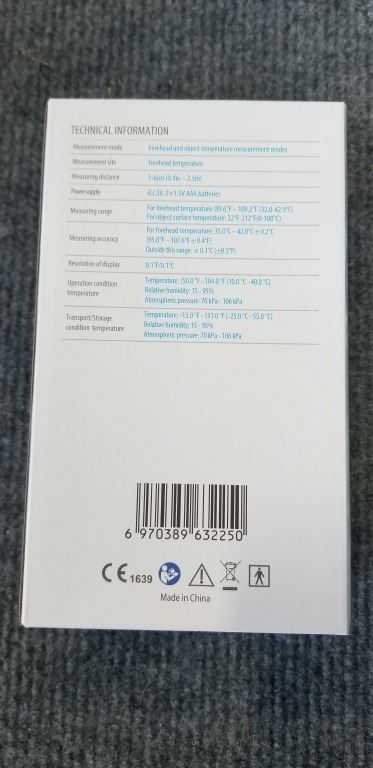 TECHNICAL INFORMATION
Measurement mode Forehead and object temperature measurement modes
Measurement site forehead temperature
Measuring distance 1-6cm (0.4in - 2.5in)
Power supply d.c.3V, 2×1.5V AAA batteries
Measuring range For forehead temperature: 89.6°F - 109.2°F (32.0-42.9°C)
For object surface temperature: 32°F-212°F(0-100°C)
Measuring accuracy For forehead temperature: 35.0°C - 42.0°C ± 0.2°C
(95.0°F - 107.6°F ± 0.4°F)
Outside this range: ± 0.3°C (±0.5°F)
Resolution of display 0.1°F/0.1°C
Operation condition temperature Temperature: (50.0 °F - 104.0 °F (10.0 °C - 40.0 °C)
Relative humidity: 15 - 95%
Atmospheric pressure: 70 kPa - 106 kPa
Transport/Storage condition temperature Temperature: -13.0 °F - 131.0 °F (-25.0 °C - 55.0 °C)
Relative humidity: 15 - 95%
Atmospheric pressure: 70 kPa - 106 kPa
6 970389 632250
CE 1639
Made in China